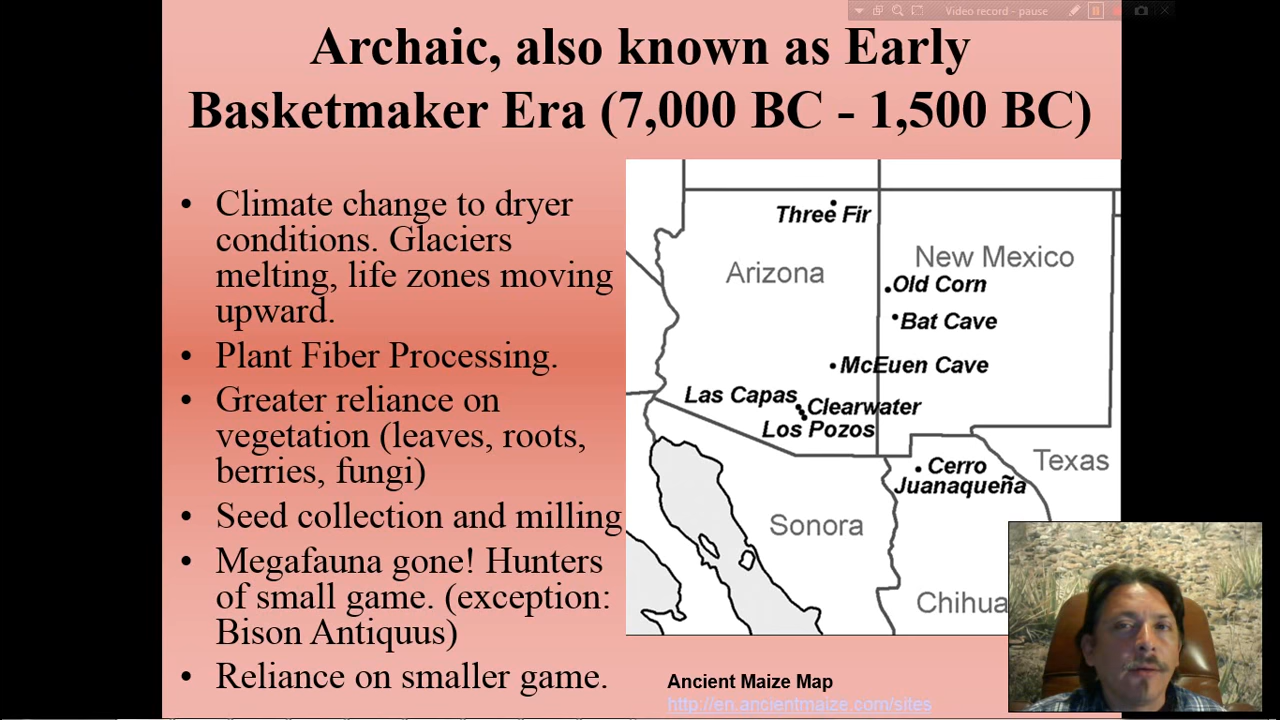 Video record - pause
Archaic, also known as Early
Basketmaker Era (7,000 BC - 1,500 BC)
• Climate change to dryer
conditions. Glaciers
melting, life zones moving
upward.
• Plant Fiber Processing.
• Greater reliance on
vegetation (leaves, roots,
berries, fungi)
• Seed collection and milling
• Megafauna gone! Hunters
of small game. (exception:
Bison Antiquus)
• Reliance on smaller game.
Three Fir
Arizona
New Mexico
Old Corn
Bat Cave
McEuen Cave
Las Capas
Clearwater
Los Pozos
Cerro
Juanaqueña
Texas
Sonora
Chihua
Ancient Maize Map
http://en.ancientmaize.com/sites